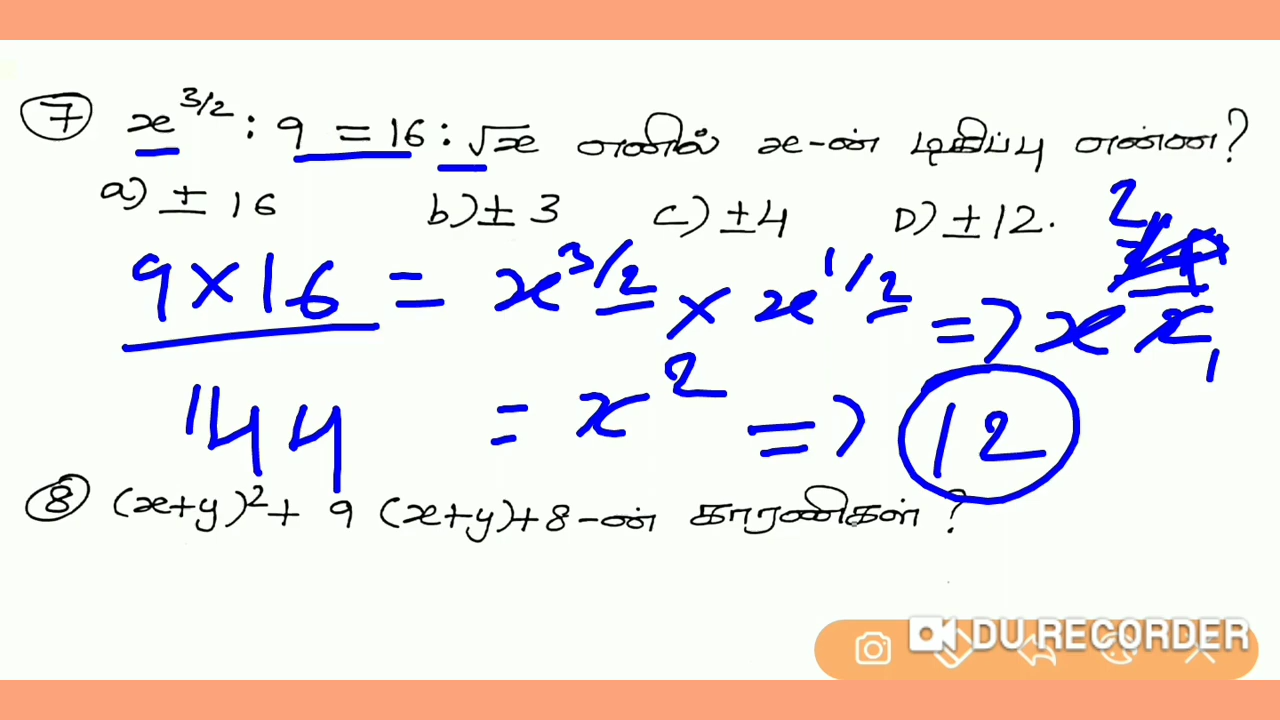 7 x^3/2 : 9 = 16 : √x எனில் x-ன் மதிப்பு என்ன?
a) ± 16 b) ± 3 c) ± 4 D) ± 12.
9 × 16 = x^3/2 × x^1/2 => x
144 = x^2 => 12
8 (x+y)^2 + 9 (x+y) + 8-ன் காரணிகள் ?
DU RECORDER